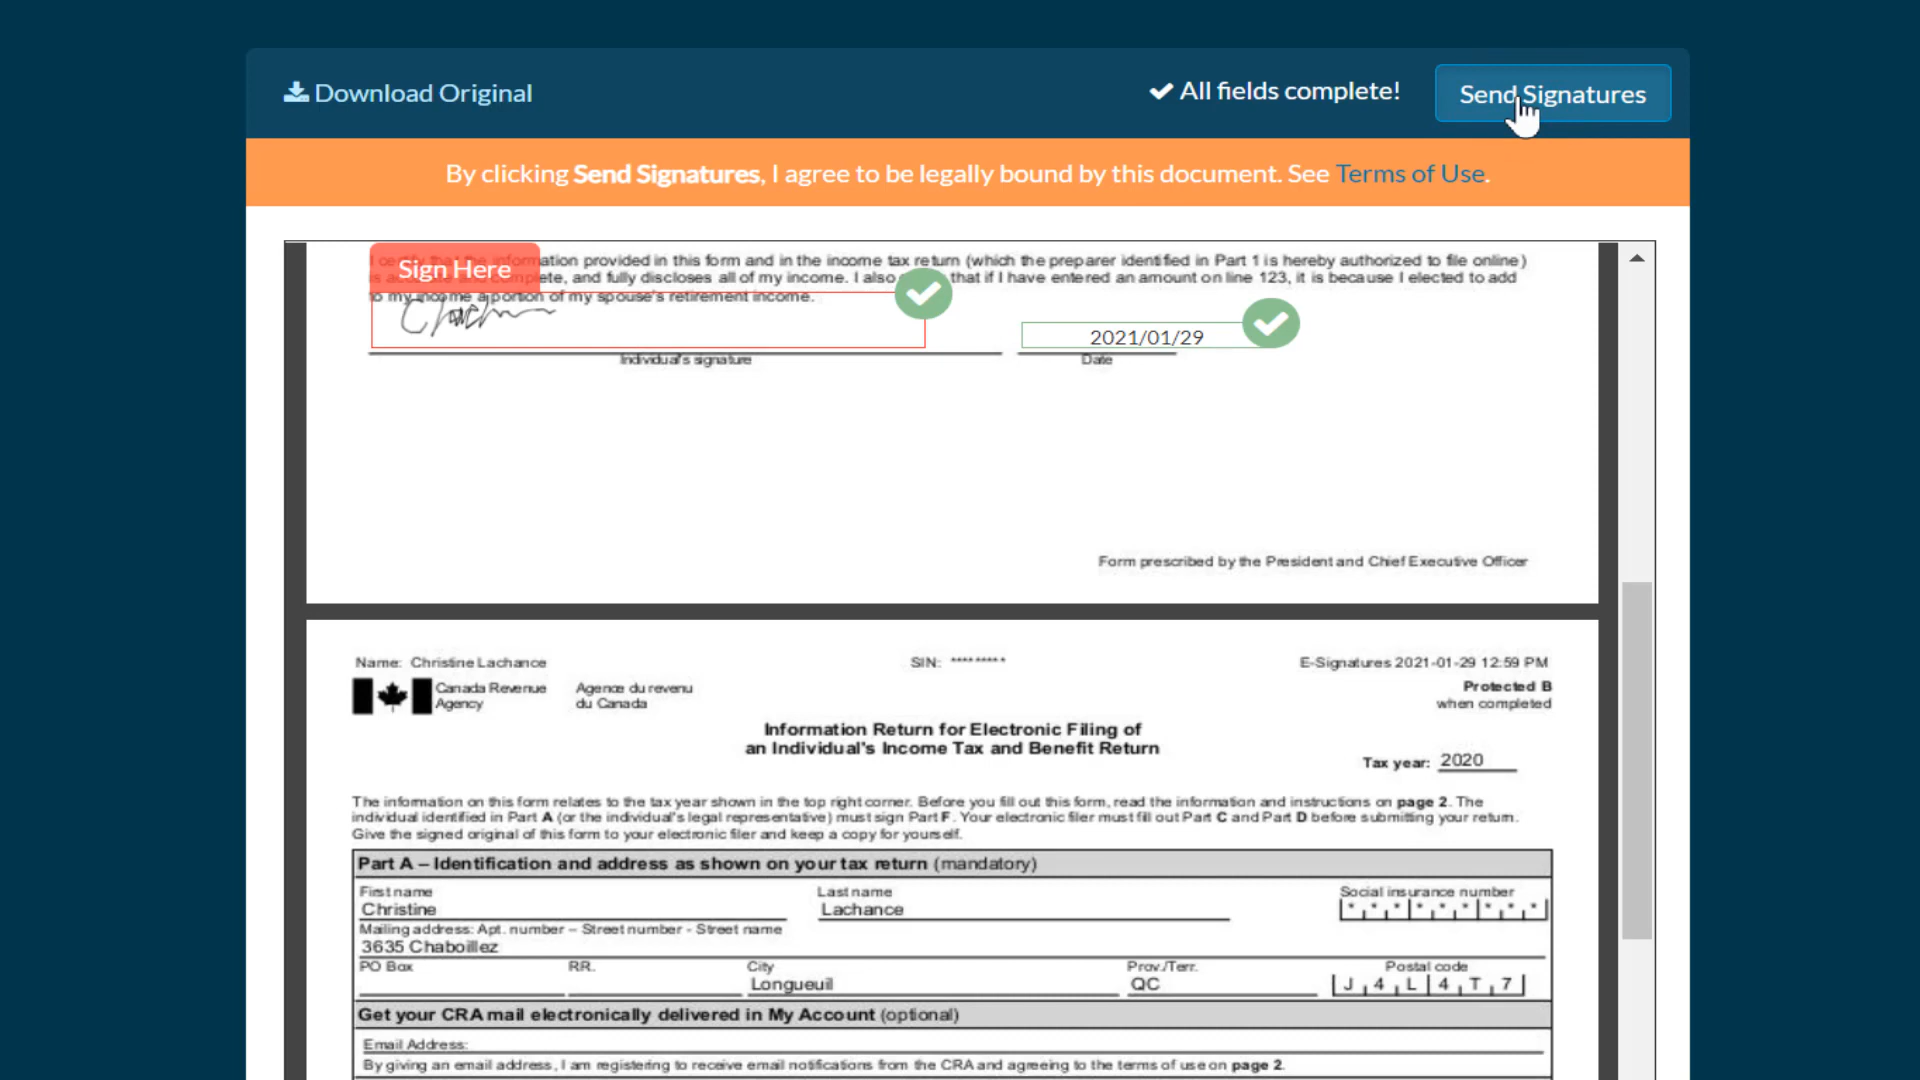 Download Original
All fields complete!
Send Signatures
By clicking Send Signatures, I agree to be legally bound by this document. See Terms of Use.
Sign Here
ation provided in this form and in the income tax return (which the preparer identified in Part 1 is hereby authorized to file online)
ete, and fully discloses all of my income. I also that if I have entered an amount on line 123, it is because I elected to add
to my income a portion of my spouse's retirement income.
2021/01/29
Individual's signature
Date
Form prescribed by the President and Chief Executive Officer
Name: Christine Lachance
SIN: *********
E-Signatures 2021-01-29 12:59 PM
Canada Revenue
Agency
Agence du revenu
du Canada
Protected B
when completed
Information Return for Electronic Filing of
an Individual's Income Tax and Benefit Return
Tax year: 2020
The information on this form relates to the tax year shown in the top right corner. Before you fill out this form, read the information and instructions on page 2. The
individual identified in Part A (or the individual's legal representative) must sign Part F. Your electronic filer must fill out Part C and Part D before submitting your return.
Give the signed original of this form to your electronic filer and keep a copy for yourself.
Part A – Identification and address as shown on your tax return (mandatory)
First name
Last name
Social insurance number
Christine
Lachance
* * * * * * * * *
Mailing address: Apt. number – Street number - Street name
3635 Chaboillez
PO Box
RR.
City
Prov./Terr.
Postal code
Longueuil
QC
J 4 L 4 T 7
Get your CRA mail electronically delivered in My Account (optional)
Email Address:
By giving an email address, I am registering to receive email notifications from the CRA and agreeing to the terms of use on page 2.